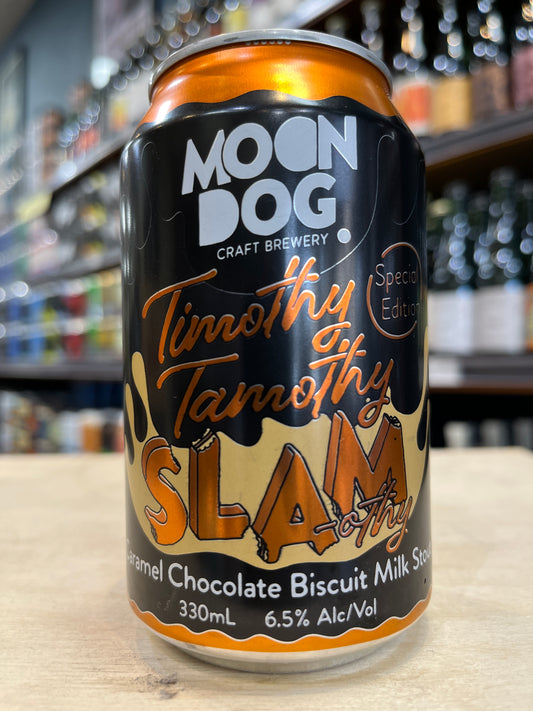 MOON
DOG
CRAFT BREWERY
Special
Edition
Timothy
Tamothy
SLAM
-othy
Caramel Chocolate Biscuit Milk Stout
330mL 6.5% Alc/Vol